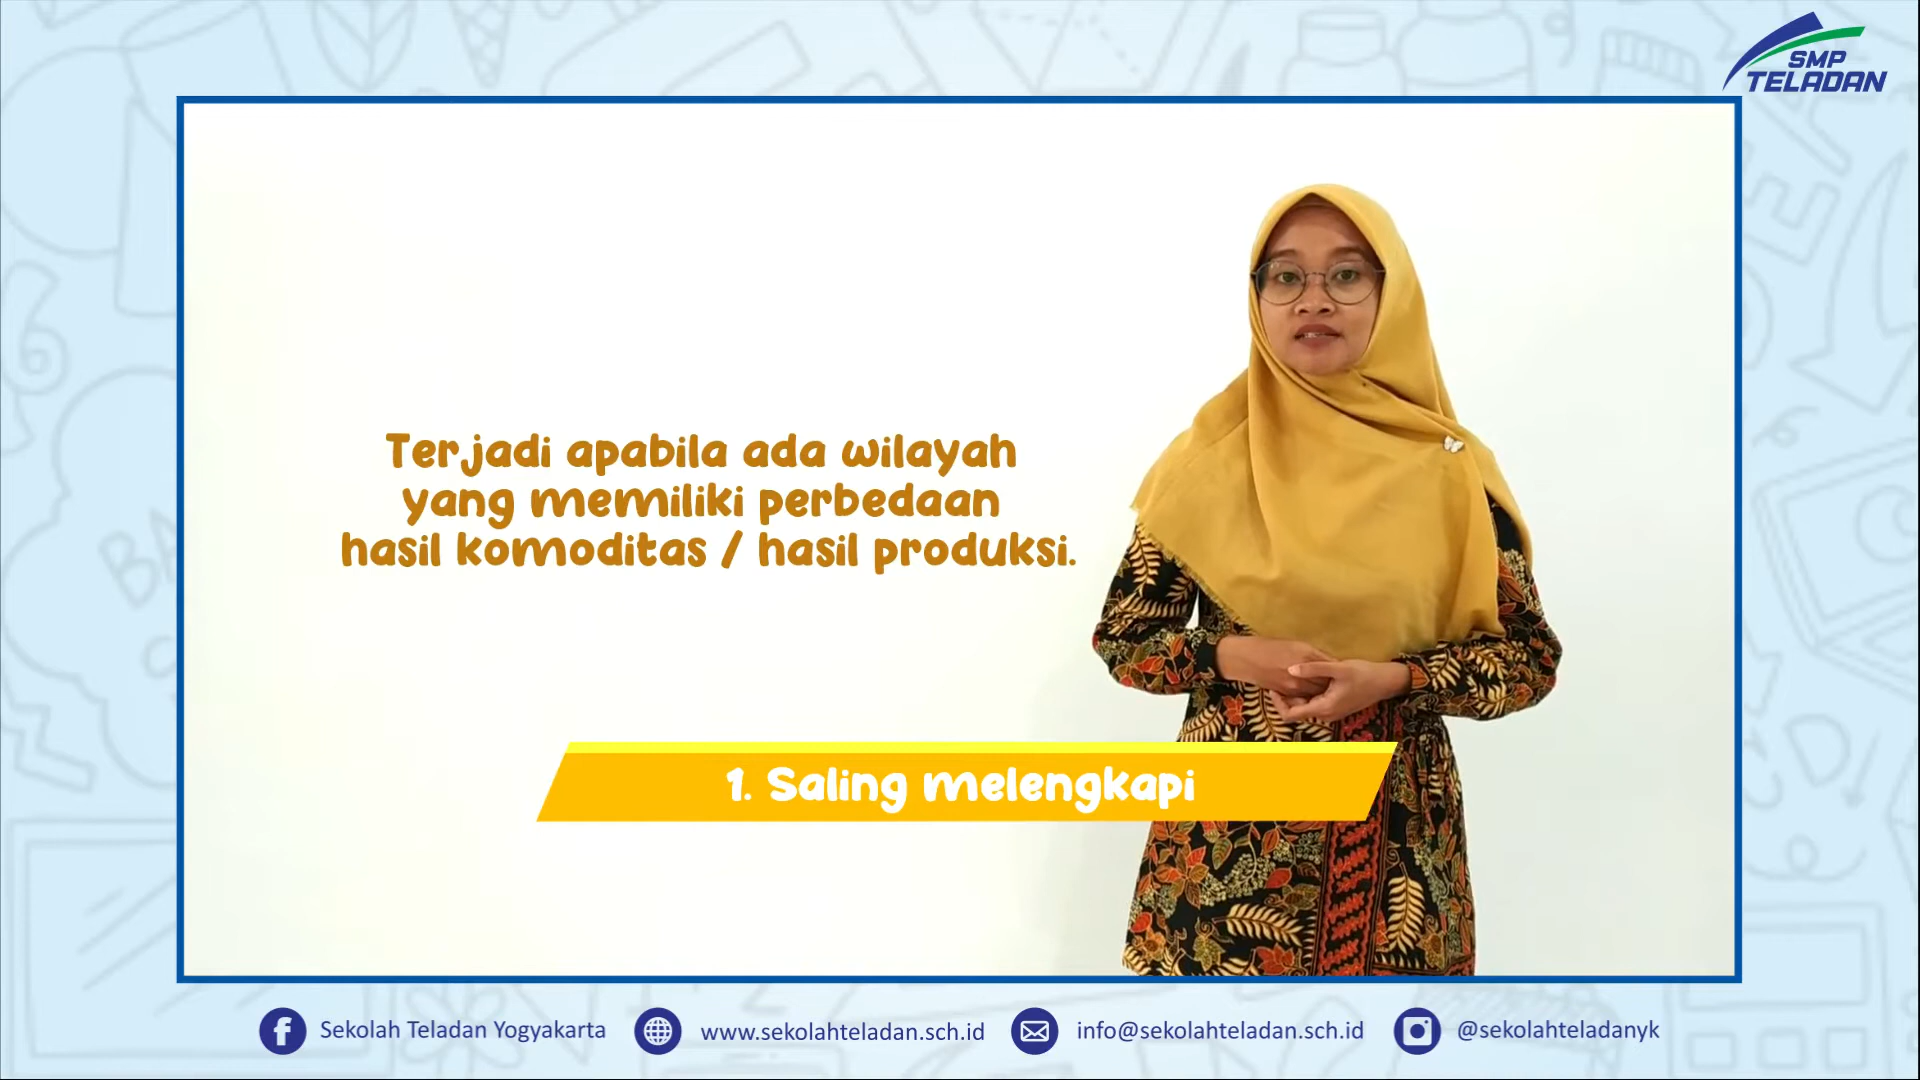 SMP
TELADAN
Terjadi apabila ada wilayah
yang memiliki perbedaan
hasil komoditas / hasil produksi.
1. Saling melengkapi
Sekolah Teladan Yogyakarta
www.sekolahteladan.sch.id
info@sekolahteladan.sch.id
@sekolahteladanyk